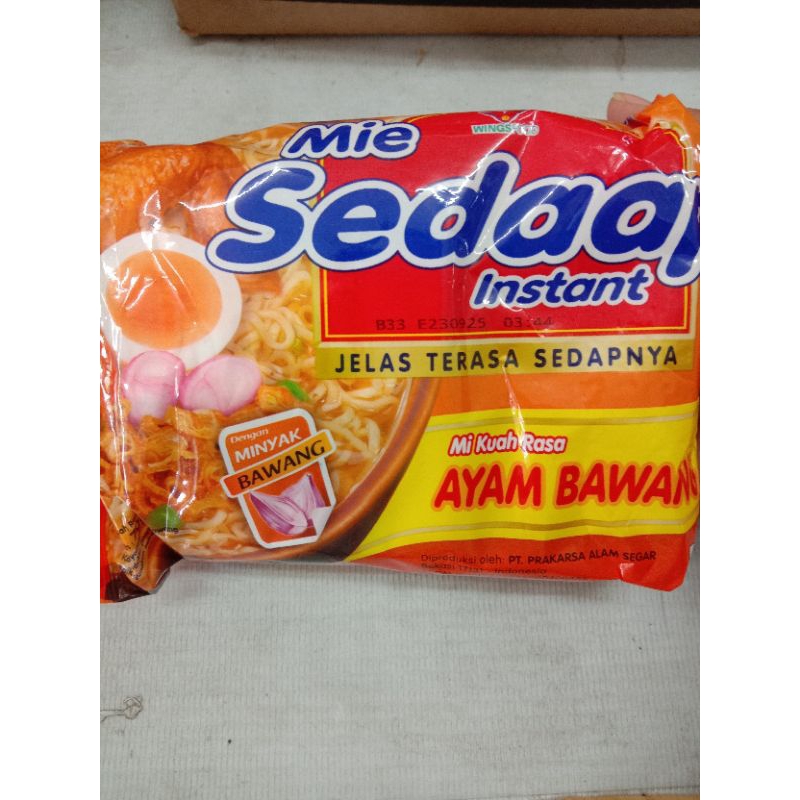 WINGS
Mie
Sedaap
Instant
B33 E230925 03:44
JELAS TERASA SEDAPNYA
Dengan
MINYAK
BAWANG
Mi Kuah Rasa
AYAM BAWANG
Diproduksi oleh: PT. PRAKARSA ALAM SEGAR
Indonesia